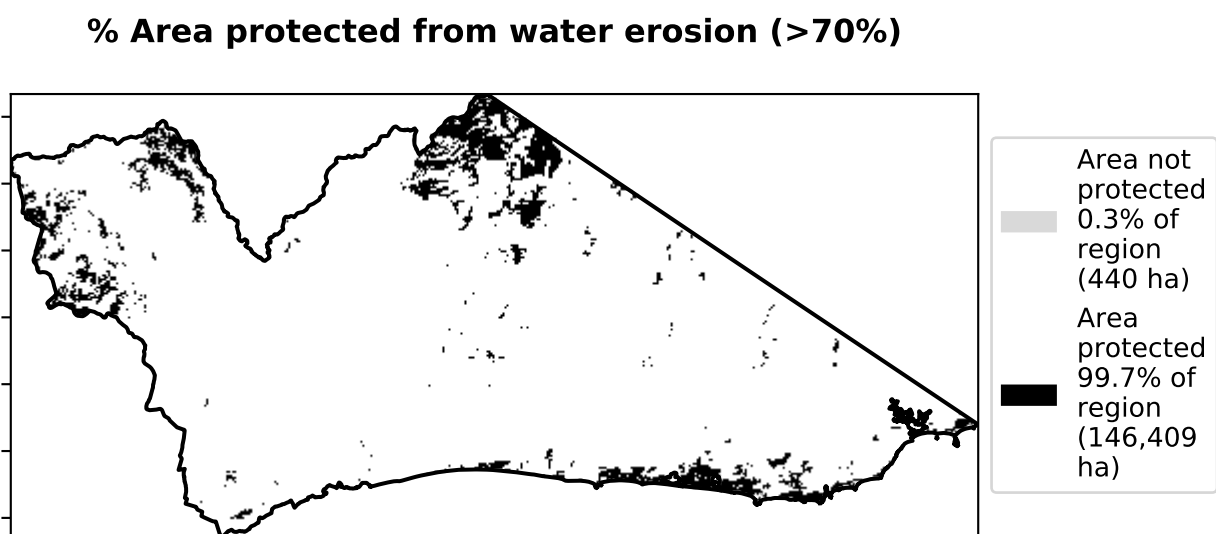 % Area protected from water erosion (>70%)
Area not
protected
0.3% of
region
(440 ha)
Area
protected
99.7% of
region
(146,409
ha)